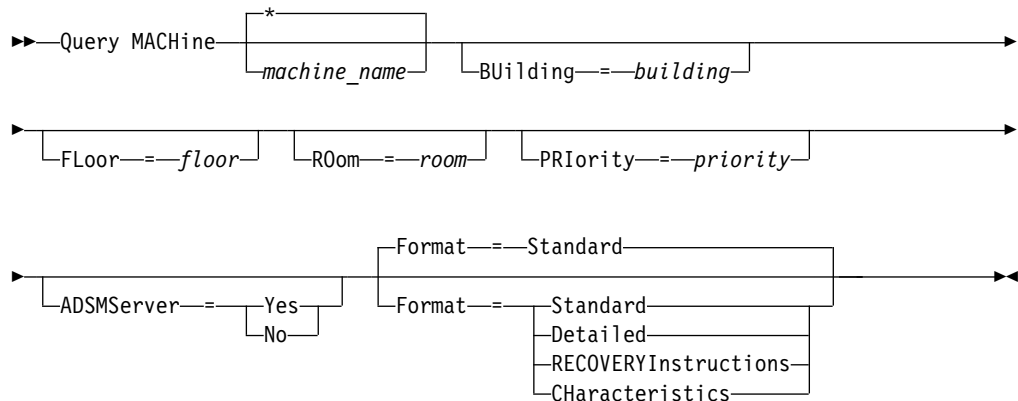 *
Query MACHine
machine_name
BUilding = building
FLoor = floor
ROom = room
PRIority = priority
Format = Standard
ADSMServer = Yes
No
Format = Standard
Detailed
RECOVERYInstructions
CHaracteristics